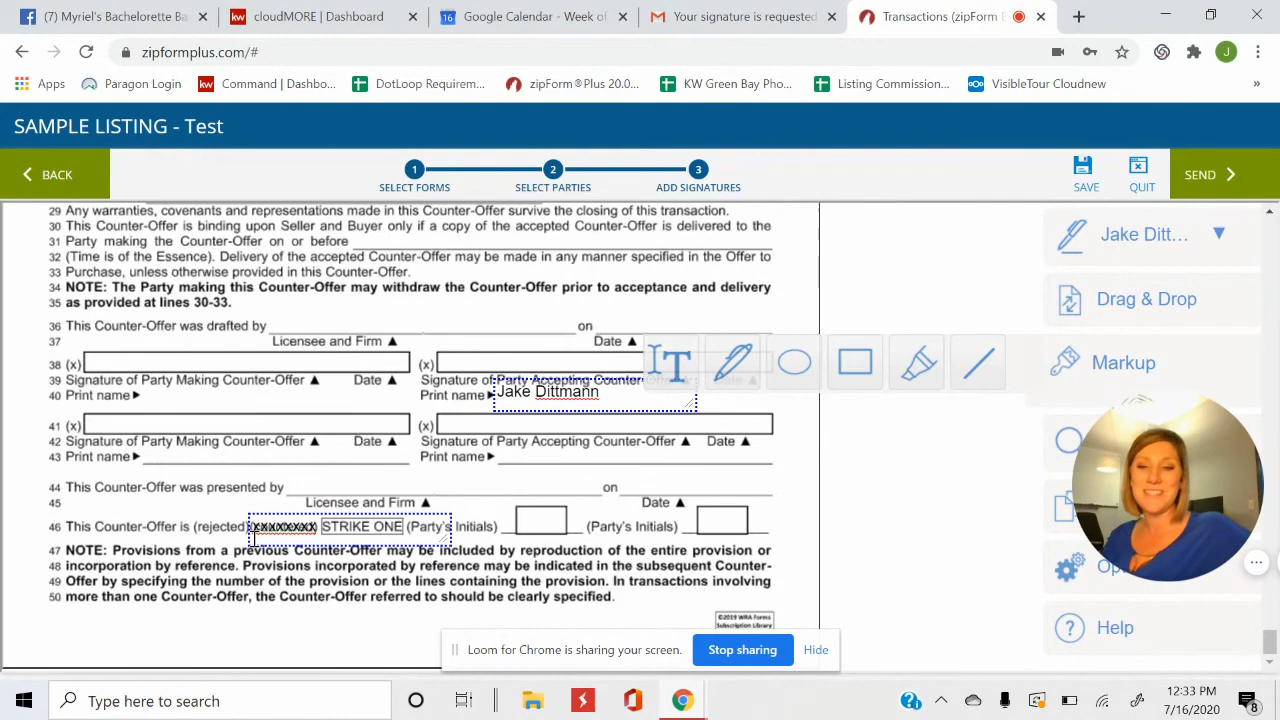 (7) Myriel's Biome
cloudMORE
Google Calendar - Week of
Your signature is requested
Transactions (zipForm E
zipformplus.com/#
Apps
Paragon Login
Command | Dashbo...
DotLoop Transacti...
zipForm®Plus 20.0...
KW Green Bay Pho...
Listing Commission...
VisibleTour Cloudnew
SAMPLE LISTING - Test
BACK
1
2
3
SELECT FORMS
SELECT PARTIES
ADD SIGNATURES
SAVE
QUIT
SEND
29 Any warranties, covenants and representations made in this Counter-Offer survive the closing of this transaction.
30 This Counter-Offer is binding upon Seller and Buyer only if a copy of the accepted Counter-Offer is delivered to the
31 Party making the Counter-Offer on or before
32 (Time is of the Essence). Delivery of the accepted Counter-Offer may be made in any manner specified in the Offer to
33 Purchase, unless otherwise provided in this Counter-Offer.
34 NOTE: The Party making this Counter-Offer may withdraw the Counter-Offer prior to acceptance and delivery
35 as provided at lines 30-33.
36 This Counter-Offer was drafted by on
37 Licensee and Firm ▲ Date ▲
38 (x) (x)
39 Signature of Party Making Counter-Offer ▲ Date ▲ Signature of Party Accepting Counter-
40 Print name▶ Print name▶ Jake Dittmann
41 (x) (x)
42 Signature of Party Making Counter-Offer ▲ Date ▲ Signature of Party Accepting Counter-Offer ▲ Date ▲
43 Print name▶ Print name▶
44 This Counter-Offer was presented by on
45 Licensee and Firm ▲ Date ▲
46 This Counter-Offer is (rejected) STRIKE ONE (Party's Initials) (Party's Initials)
47 NOTE: Provisions from a previous Counter-Offer may be included by reproduction of the entire provision or
48 incorporation by reference. Provisions incorporated by reference may be indicated in the subsequent Counter-
49 Offer by specifying the number of the provision or the lines containing the provision. In transactions involving
50 more than one Counter-Offer, the Counter-Offer referred to should be clearly specified.
©2019 WRA Forms
Subscription Library
Jake Ditt...
Drag & Drop
Markup
Help
Loom for Chrome is sharing your screen.
Stop sharing
Hide
Type here to search
12:33 PM
7/16/2020
8